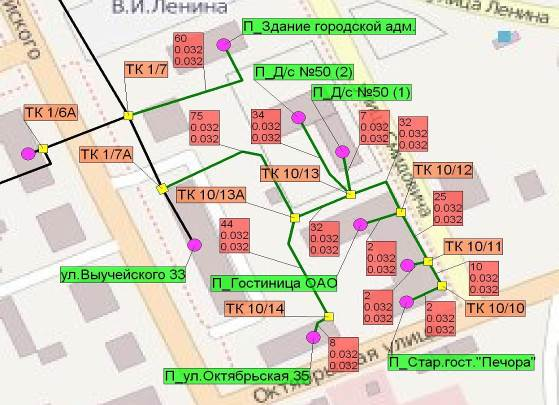 В.И.Ленина
улица Ленина
йского
П_Здание городской адм.
60
0.032
0.032
ТК 1/7
П_Д/с №50 (2)
П_Д/с №50 (1)
ТК 1/6А
75
0.032
0.032
34
0.032
0.032
7
0.032
0.032
32
0.032
0.032
ТК 1/7А
ТК 10/13
ТК 10/12
ТК 10/13А
25
0.032
0.032
44
0.032
0.032
32
0.032
0.032
2
0.032
0.032
ТК 10/11
ул.Выучейского 33
П_Гостиница ОАО
10
0.032
0.032
2
0.032
0.032
2
0.032
0.032
ТК 10/14
ТК 10/10
8
0.032
0.032
П_Стар.гост."Печора"
П_ул.Октябрьская 35